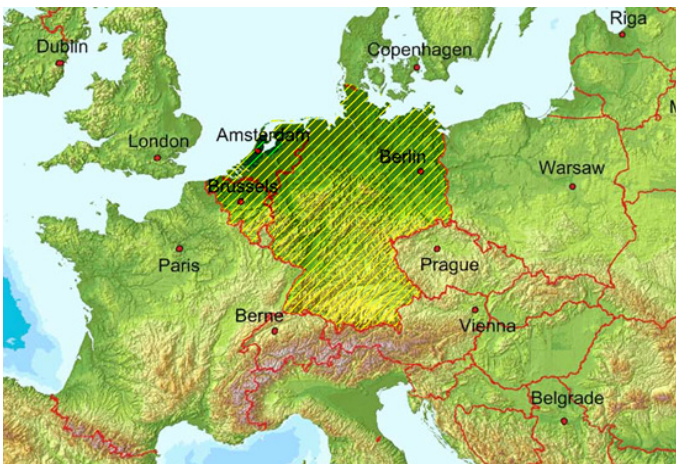 Riga
Dublin
Copenhagen
M
London
Amsterdam
Berlin
Warsaw
Brussels
Paris
Prague
Berne
Vienna
Belgrade